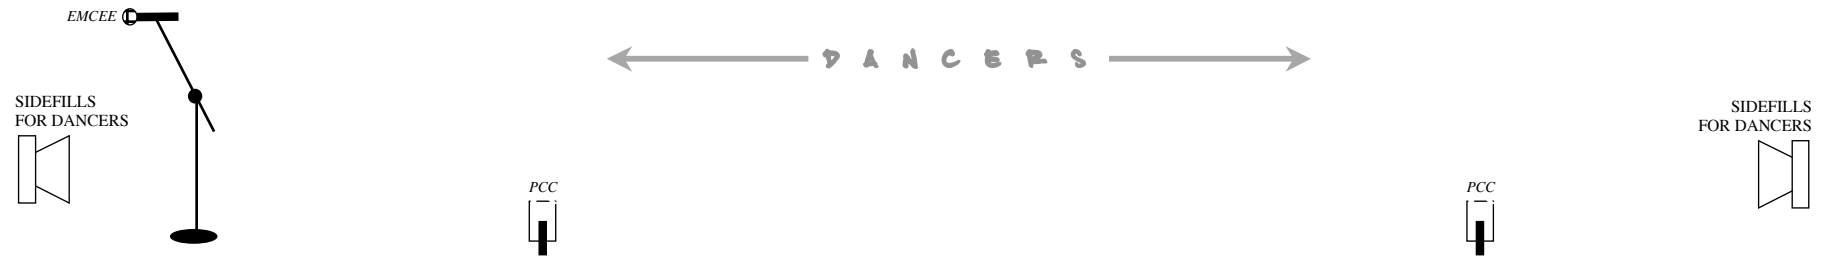 EMCEE
DANCERS
SIDEFILLS
FOR DANCERS
SIDEFILLS
FOR DANCERS
PCC
PCC